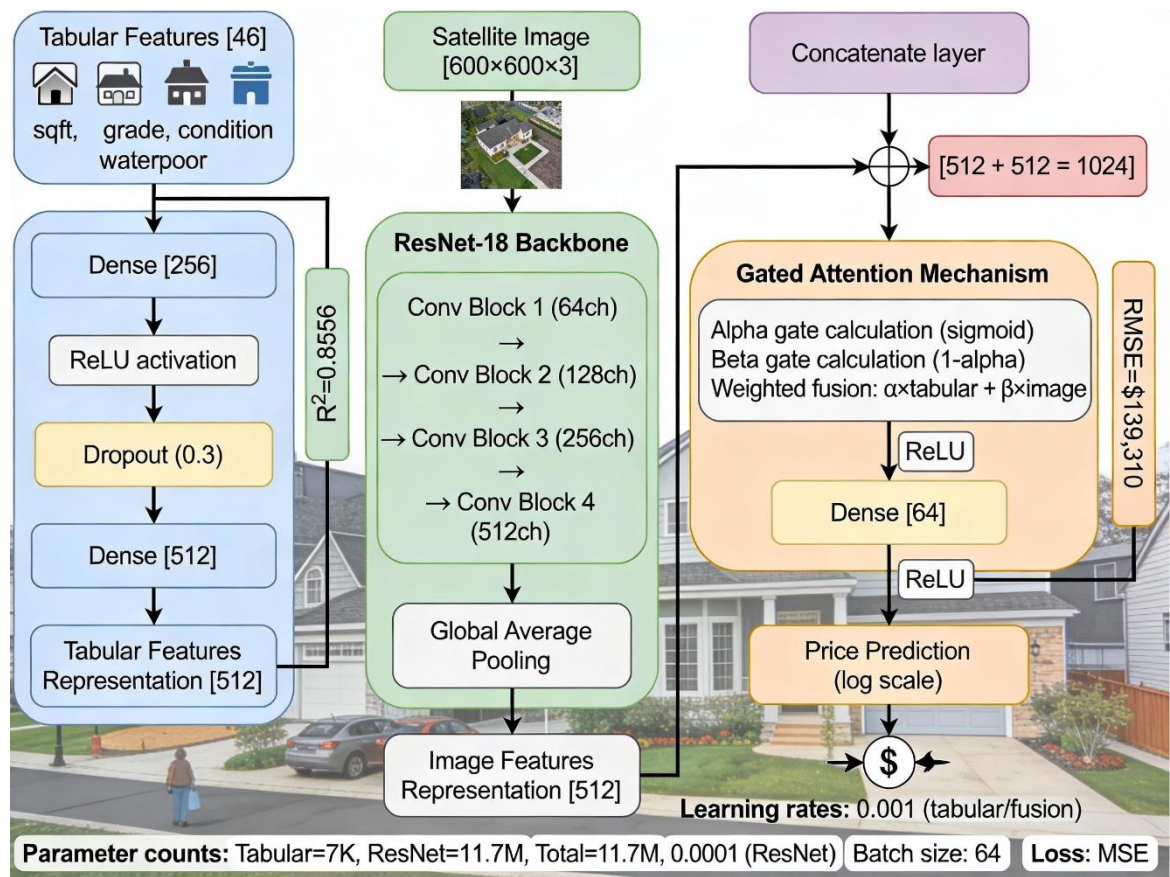 Tabular Features [46]
sqft, grade, condition
waterpoor
Dense [256]
ReLU activation
Dropout (0.3)
Dense [512]
Tabular Features
Representation [512]
R²=0.8556
Satellite Image
[600×600×3]
ResNet-18 Backbone
Conv Block 1 (64ch)
→
→ Conv Block 2 (128ch)
→
→ Conv Block 3 (256ch)
→
→ Conv Block 4
(512ch)
Global Average
Pooling
Image Features
Representation [512]
Concatenate layer
[512 + 512 = 1024]
Gated Attention Mechanism
Alpha gate calculation (sigmoid)
Beta gate calculation (1-alpha)
Weighted fusion: α×tabular + β×image
ReLU
Dense [64]
ReLU
RMSE=$139,310
Price Prediction
(log scale)
$
Learning rates: 0.001 (tabular/fusion)
Parameter counts: Tabular=7K, ResNet=11.7M, Total=11.7M, 0.0001 (ResNet)
Batch size: 64
Loss: MSE